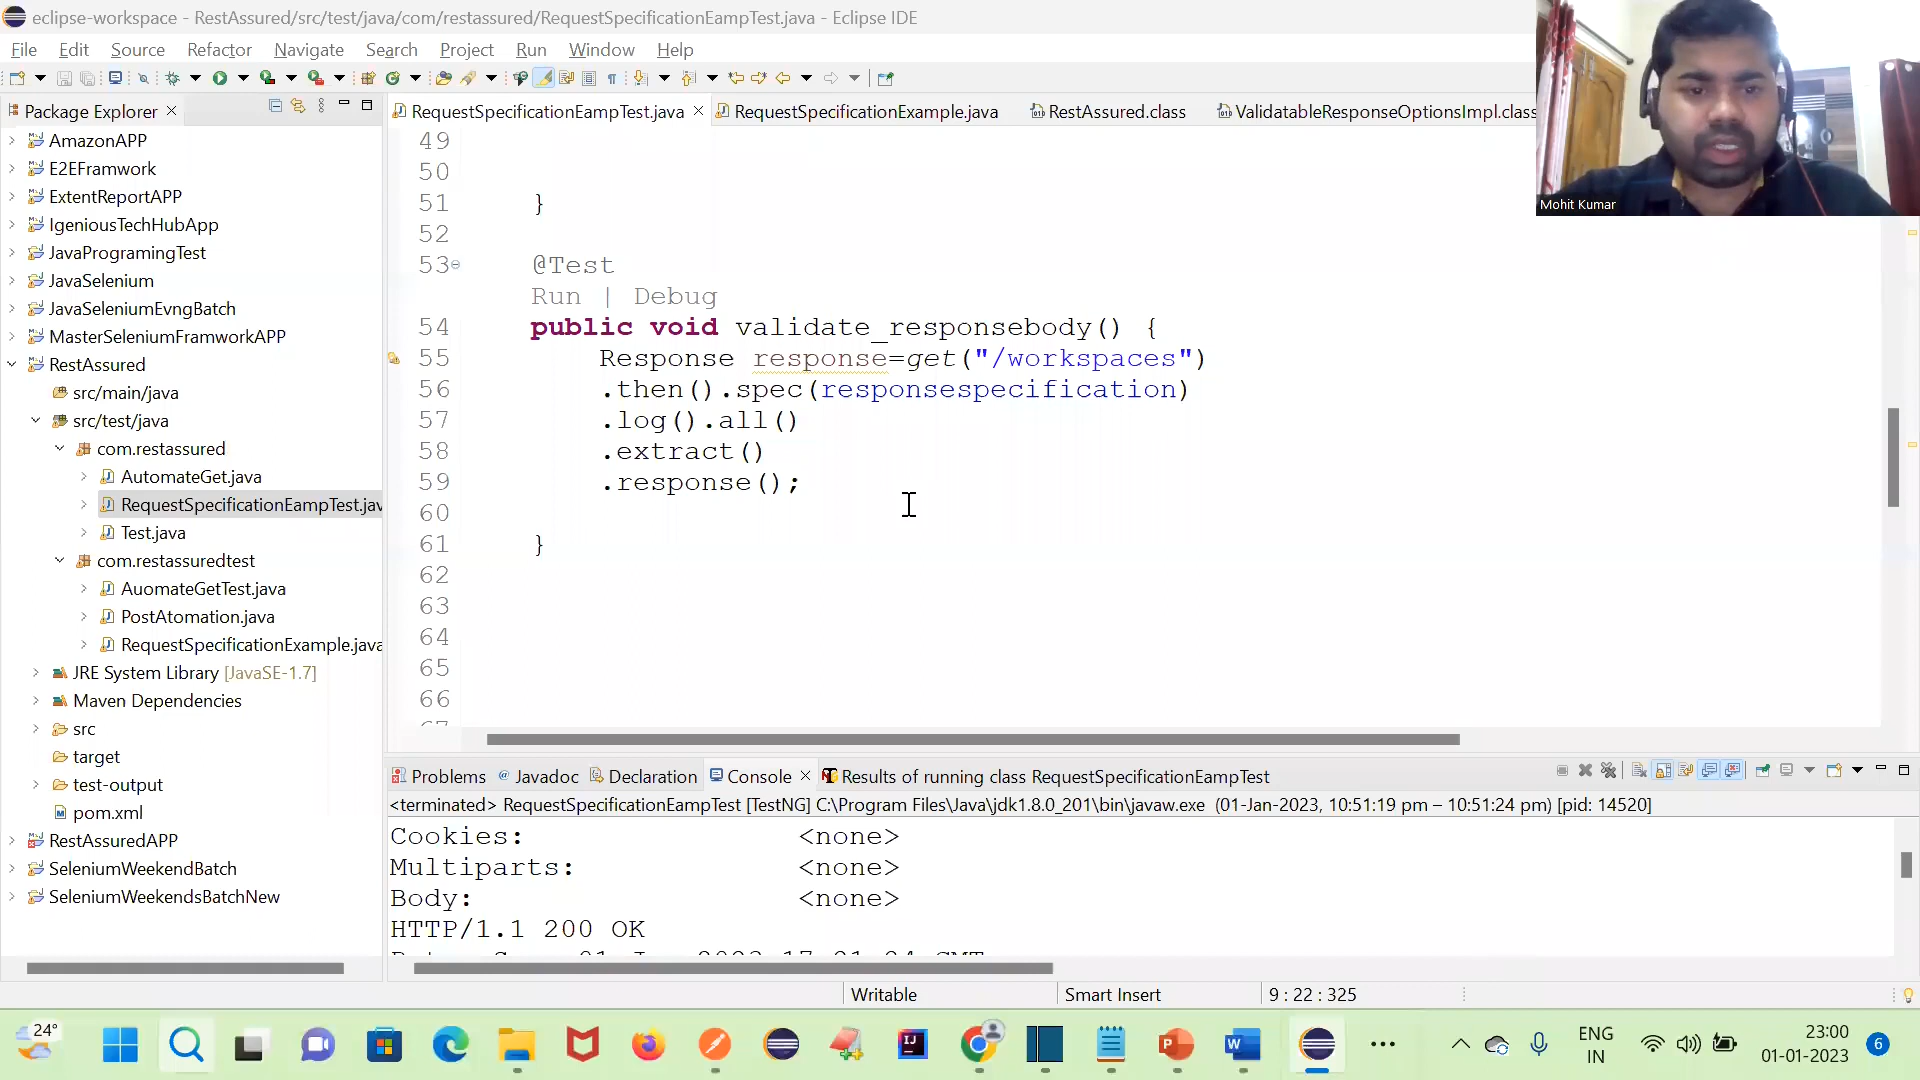 eclipse-workspace - RestAssured/src/test/java/com/restassured/RequestSpecificationEampTest.java - Eclipse IDE
File Edit Source Refactor Navigate Search Project Run Window Help
Package Explorer
AmazonAPP
E2EFramwork
ExtentReportAPP
IgeniousTechHubApp
JavaProgramingTest
JavaSelenium
JavaSeleniumEvngBatch
MasterSeleniumFramworkAPP
RestAssured
src/main/java
src/test/java
com.restassured
AutomateGet.java
RequestSpecificationEampTest.jav
Test.java
com.restassuredtest
AuomateGetTest.java
PostAtomation.java
RequestSpecificationExample.java
JRE System Library [JavaSE-1.7]
Maven Dependencies
src
target
test-output
pom.xml
RestAssuredAPP
SeleniumWeekendBatch
SeleniumWeekendsBatchNew
RequestSpecificationEampTest.java RequestSpecificationExample.java RestAssured.class ValidatableResponseOptionsImpl.class
49
50
51 }
52
53 @Test
Run | Debug
54 public void validate_responsebody() {
55 Response response=get("/workspaces")
56 .then().spec(responsespecification)
57 .log().all()
58 .extract()
59 .response();
60
61 }
62
63
64
65
66
67
Mohit Kumar
Problems @ Javadoc Declaration Console Results of running class RequestSpecificationEampTest
<terminated> RequestSpecificationEampTest [TestNG] C:\Program Files\Java\jdk1.8.0_201\bin\javaw.exe (01-Jan-2023, 10:51:19 pm – 10:51:24 pm) [pid: 14520]
Cookies: <none>
Multiparts: <none>
Body: <none>
HTTP/1.1 200 OK
Writable Smart Insert 9 : 22 : 325
24°
ENG
IN
23:00
01-01-2023
6